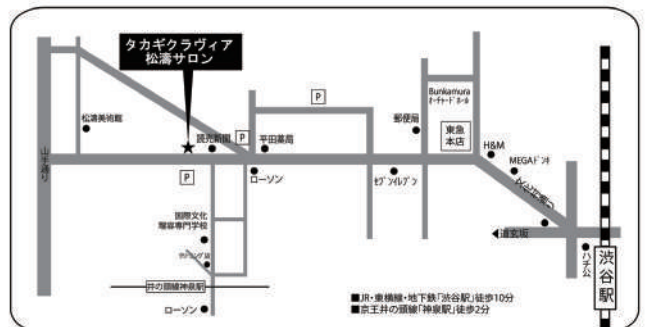 タカギクラヴィア
松濤サロン
松濤美術館
山手通り
読売新聞
P
平田薬局
P
P
ローソン
郵便局
Bunkamura
ｵｰﾁｬｰﾄﾞﾎｰﾙ
東急
本店
H&M
MEGAドンキ
ｾﾌﾞﾝｲﾚﾌﾞﾝ
道玄坂
ハチ公
渋谷駅
国際文化
理容専門学校
井の頭線神泉駅
ローソン
■JR・東横線・地下鉄「渋谷駅」徒歩10分
■京王井の頭線「神泉駅」徒歩2分